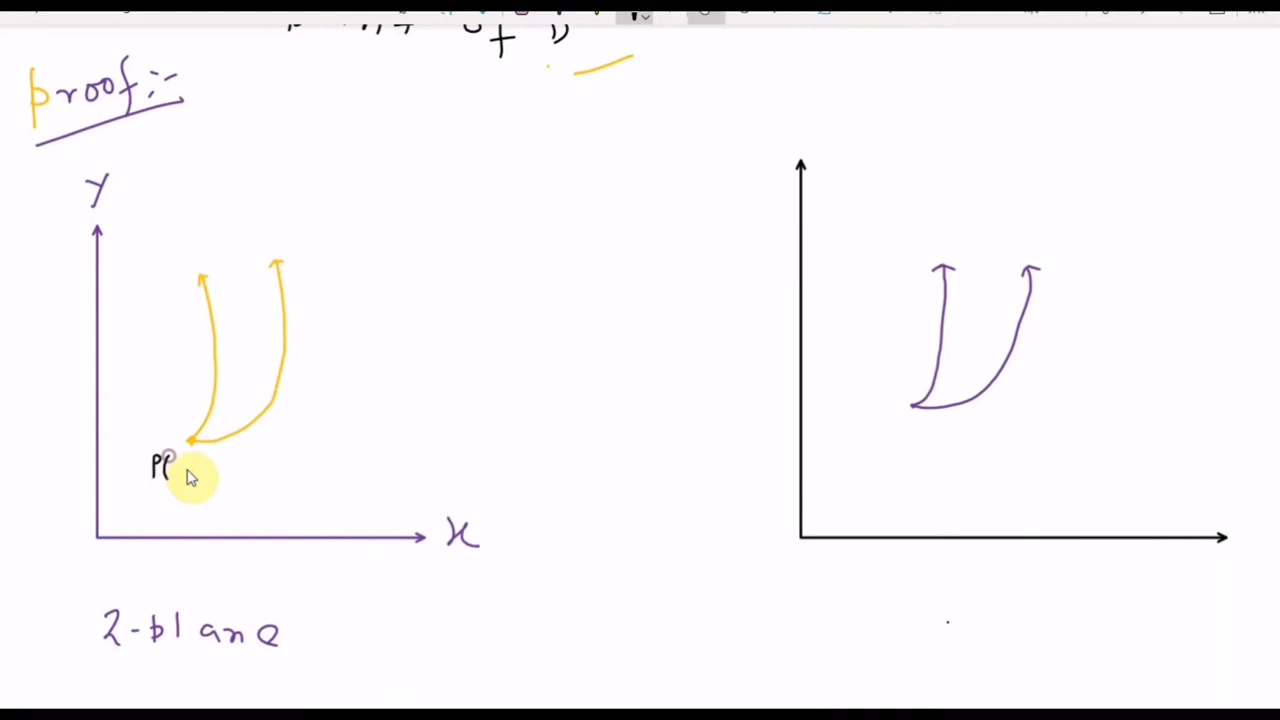 proof :-
Y
P(
x
z-plane